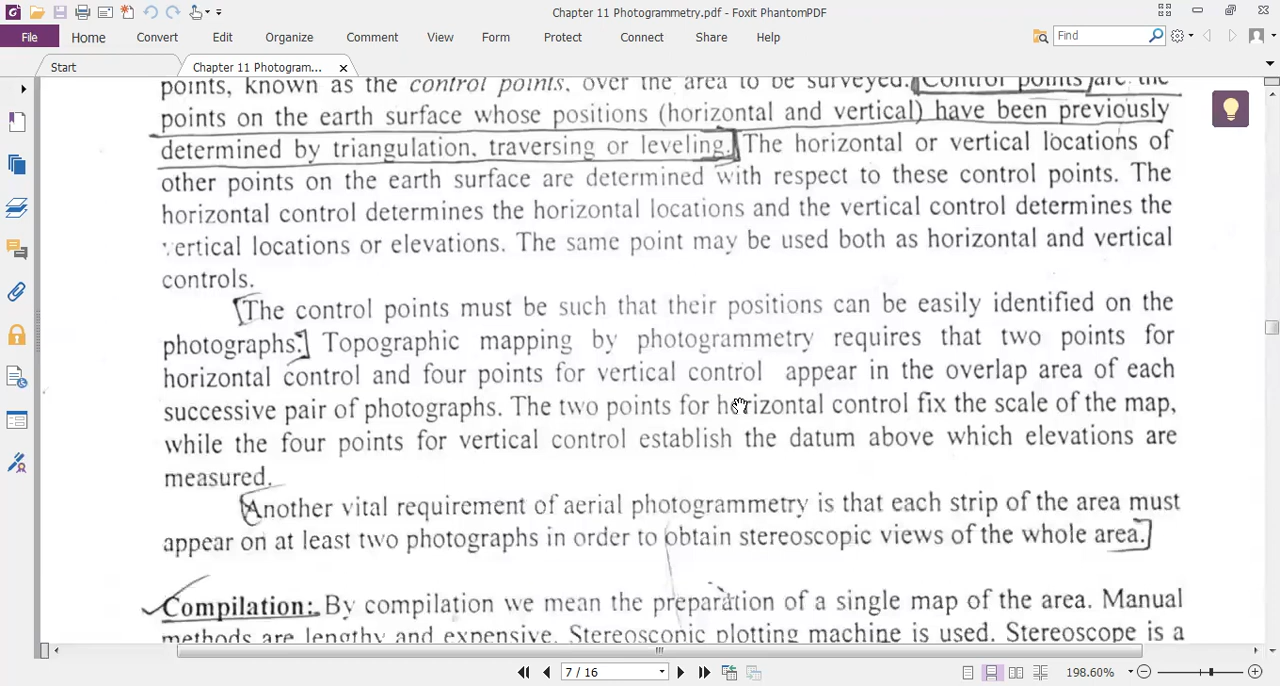 Chapter 11 Photogrammetry.pdf - Foxit PhantomPDF
File Home Convert Edit Organize Comment View Form Protect Connect Share Help Find
Start Chapter 11 Photogram...
points, known as the control points, over the area to be surveyed. Control points are the
points on the earth surface whose positions (horizontal and vertical) have been previously
determined by triangulation, traversing or leveling. The horizontal or vertical locations of
other points on the earth surface are determined with respect to these control points. The
horizontal control determines the horizontal locations and the vertical control determines the
vertical locations or elevations. The same point may be used both as horizontal and vertical
controls.
The control points must be such that their positions can be easily identified on the
photographs. Topographic mapping by photogrammetry requires that two points for
horizontal control and four points for vertical control appear in the overlap area of each
successive pair of photographs. The two points for horizontal control fix the scale of the map,
while the four points for vertical control establish the datum above which elevations are
measured.
Another vital requirement of aerial photogrammetry is that each strip of the area must
appear on at least two photographs in order to obtain stereoscopic views of the whole area.
Compilation: By compilation we mean the preparation of a single map of the area. Manual
methods are lengthy and expensive. Stereoscopic plotting machine is used. Stereoscope is a
7 / 16 198.60%